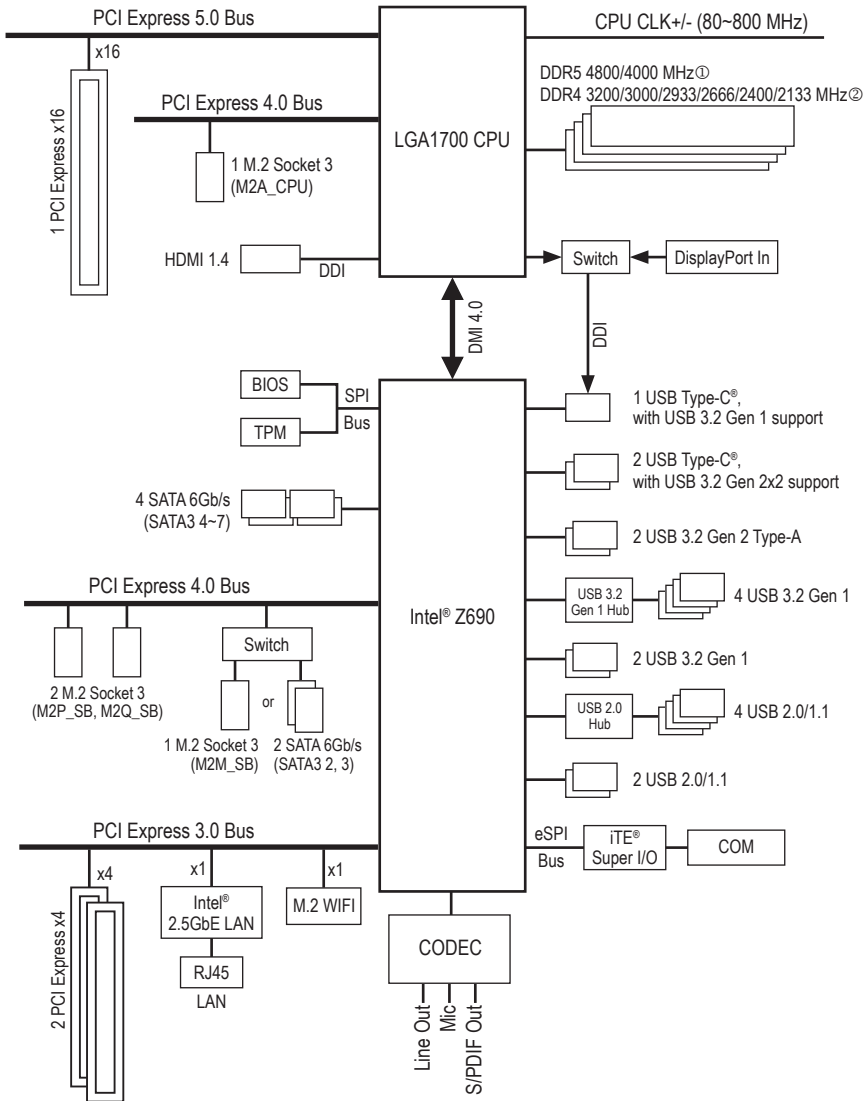 PCI Express 5.0 Bus
CPU CLK+/- (80~800 MHz)
x16
1 PCI Express x16
DDR5 4800/4000 MHz①
DDR4 3200/3000/2933/2666/2400/2133 MHz②
PCI Express 4.0 Bus
LGA1700 CPU
1 M.2 Socket 3
(M2A_CPU)
HDMI 1.4
DDI
Switch
DisplayPort In
DMI 4.0
DDI
BIOS
SPI
Bus
TPM
1 USB Type-C®,
with USB 3.2 Gen 1 support
2 USB Type-C®,
with USB 3.2 Gen 2x2 support
4 SATA 6Gb/s
(SATA3 4~7)
2 USB 3.2 Gen 2 Type-A
PCI Express 4.0 Bus
Intel® Z690
USB 3.2
Gen 1 Hub
4 USB 3.2 Gen 1
Switch
2 USB 3.2 Gen 1
2 M.2 Socket 3
(M2P_SB, M2Q_SB)
or
USB 2.0
Hub
4 USB 2.0/1.1
1 M.2 Socket 3
(M2M_SB)
2 SATA 6Gb/s
(SATA3 2, 3)
2 USB 2.0/1.1
PCI Express 3.0 Bus
eSPI
Bus
iTE®
Super I/O
COM
x4
x1
x1
2 PCI Express x4
Intel®
2.5GbE LAN
M.2 WIFI
RJ45
LAN
CODEC
Line Out
Mic
S/PDIF Out